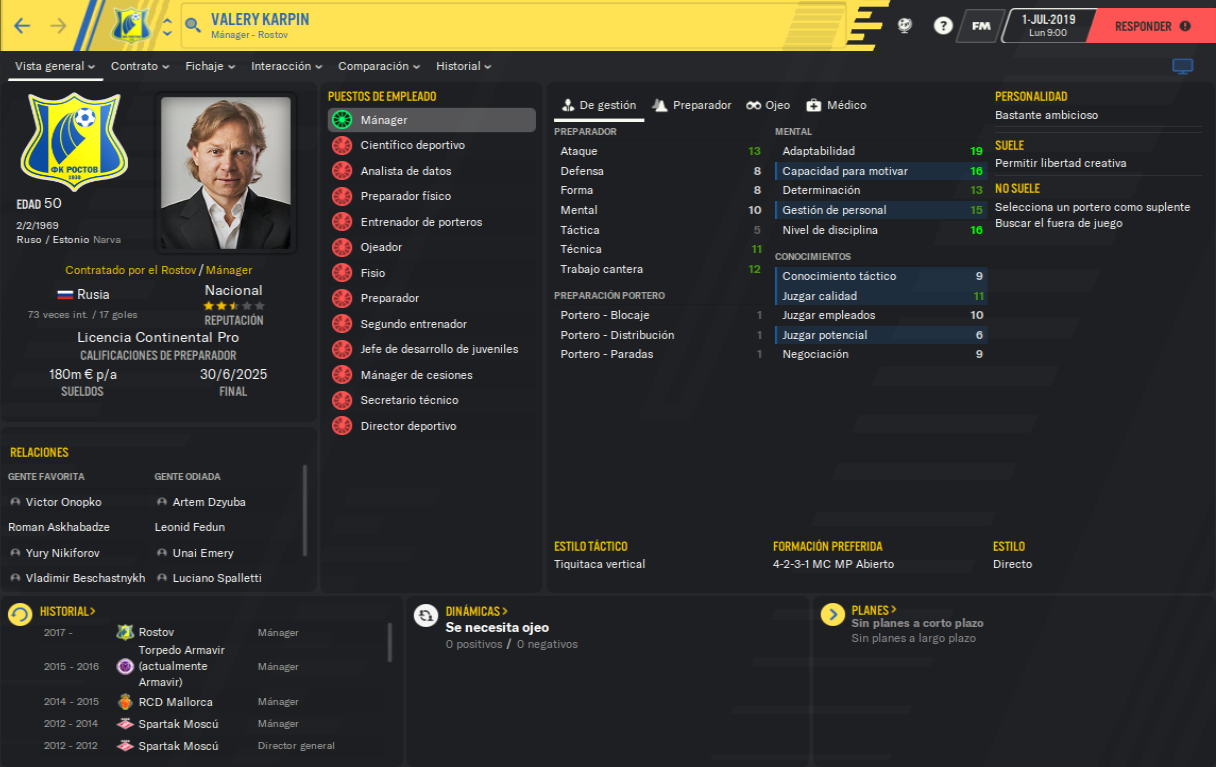 VALERY KARPIN
Mánager - Rostov
?
FM
1-JUL-2019
Lun 9:00
RESPONDER
Vista general
Contrato
Fichaje
Interacción
Comparación
Historial
ФК РОСТОВ
1930
EDAD 50
2/2/1969
Ruso / Estonio Narva
Contratado por el Rostov / Mánager
Rusia
73 veces int. / 17 goles
Nacional
REPUTACIÓN
Licencia Continental Pro
CALIFICACIONES DE PREPARADOR
180m € p/a
SUELDOS
30/6/2025
FINAL
RELACIONES
GENTE FAVORITA
GENTE ODIADA
Victor Onopko
Artem Dzyuba
Roman Askhabadze
Leonid Fedun
Yury Nikiforov
Unai Emery
Vladimir Beschastnykh
Luciano Spalletti
PUESTOS DE EMPLEADO
Mánager
Científico deportivo
Analista de datos
Preparador físico
Entrenador de porteros
Ojeador
Fisio
Preparador
Segundo entrenador
Jefe de desarrollo de juveniles
Mánager de cesiones
Secretario técnico
Director deportivo
De gestión
Preparador
Ojeo
Médico
PREPARADOR
Ataque 13
Defensa 8
Forma 8
Mental 10
Táctica 5
Técnica 11
Trabajo cantera 12
PREPARACIÓN PORTERO
Portero - Blocaje 1
Portero - Distribución 1
Portero - Paradas 1
MENTAL
Adaptabilidad 19
Capacidad para motivar 16
Determinación 13
Gestión de personal 15
Nivel de disciplina 16
CONOCIMIENTOS
Conocimiento táctico 9
Juzgar calidad 11
Juzgar empleados 10
Juzgar potencial 6
Negociación 9
PERSONALIDAD
Bastante ambicioso
SUELE
Permitir libertad creativa
NO SUELE
Selecciona un portero como suplente
Buscar el fuera de juego
ESTILO TÁCTICO
Tiquitaca vertical
FORMACIÓN PREFERIDA
4-2-3-1 MC MP Abierto
ESTILO
Directo
HISTORIAL>
2017 - Rostov Mánager
2015 - 2016 Torpedo Armavir (actualmente Armavir) Mánager
2014 - 2015 RCD Mallorca Mánager
2012 - 2014 Spartak Moscú Mánager
2012 - 2012 Spartak Moscú Director general
DINÁMICAS>
Se necesita ojeo
0 positivos / 0 negativos
PLANES>
Sin planes a corto plazo
Sin planes a largo plazo